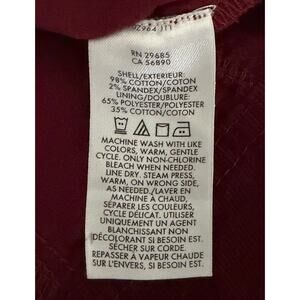 RN 29685
CA 56890
SHELL/EXTERIEUR:
98% COTTON/COTON
2% SPANDEX/SPANDEX
LINING/DOUBLURE:
65% POLYESTER/POLYESTER
35% COTTON/COTON
MACHINE WASH WITH LIKE
COLORS, WARM, GENTLE
CYCLE. ONLY NON-CHLORINE
BLEACH WHEN NEEDED.
LINE DRY. STEAM PRESS,
WARM, ON WRONG SIDE,
AS NEEDED./LAVER EN
MACHINE À CHAUD,
SÉPARER LES COULEURS,
CYCLE DÉLICAT. UTILISER
UNIQUEMENT UN AGENT
BLANCHISSANT NON
DÉCOLORANT SI BESOIN EST.
SÉCHER SUR CORDE.
REPASSER À VAPEUR CHAUDE
SUR L'ENVERS, SI BESOIN EST.